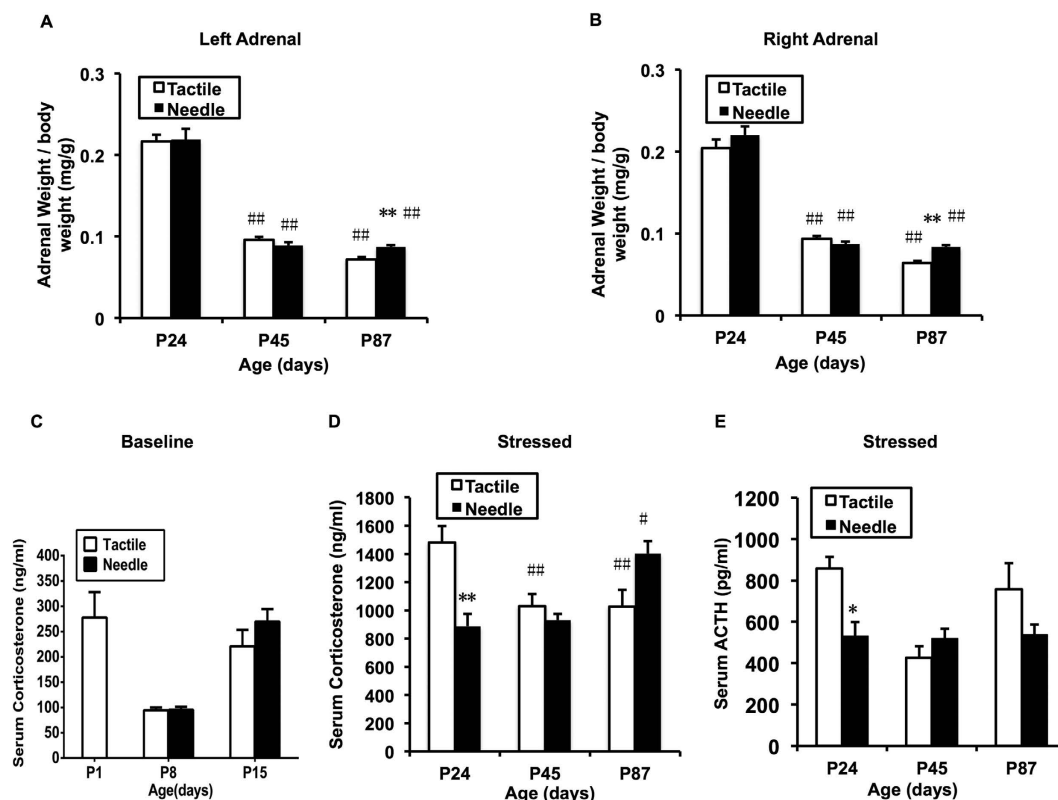 A
Left Adrenal
Adrenal Weight / body
weight (mg/g)
0.3
0.2
0.1
0
Tactile
Needle
##
##
##
** ##
P24
P45
P87
Age (days)
B
Right Adrenal
Adrenal Weight / body
weight (mg/g)
0.3
0.2
0.1
0
Tactile
Needle
##
##
##
**
##
P24
P45
P87
Age (days)
C
Baseline
Serum Corticosterone (ng/ml)
400
350
300
250
200
150
100
50
0
Tactile
Needle
P1
P8
P15
Age(days)
D
Stressed
Serum Corticosterone (ng/ml)
1800
1600
1400
1200
1000
800
600
400
200
0
Tactile
Needle
**
##
##
#
P24
P45
P87
Age (days)
E
Stressed
Serum ACTH (pg/ml)
1200
1000
800
600
400
200
0
Tactile
Needle
*
P24
P45
P87
Age (days)